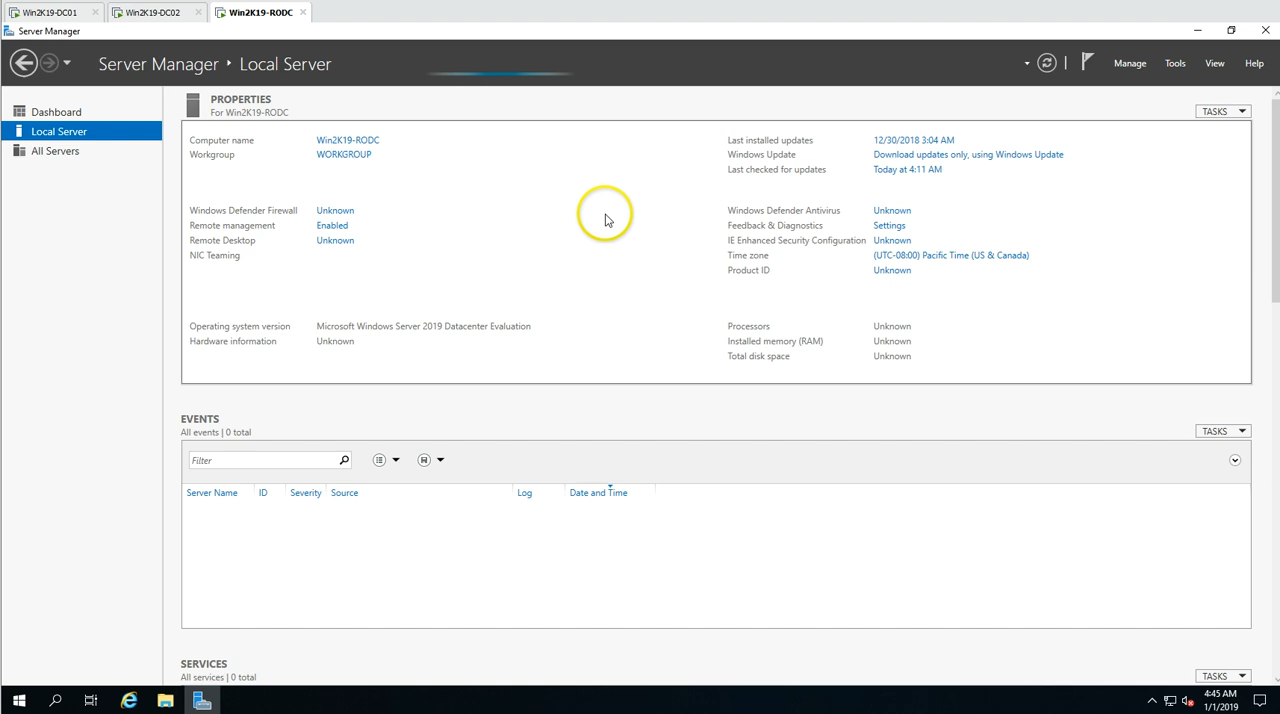 Win2K19-DC01
Win2K19-DC02
Win2K19-RODC
Server Manager
Server Manager
Local Server
Manage
Tools
View
Help
Dashboard
Local Server
All Servers
PROPERTIES
For Win2K19-RODC
TASKS
Computer name Win2K19-RODC
Workgroup WORKGROUP
Last installed updates 12/30/2018 3:04 AM
Windows Update Download updates only, using Windows Update
Last checked for updates Today at 4:11 AM
Windows Defender Firewall Unknown
Remote management Enabled
Remote Desktop Unknown
NIC Teaming
Windows Defender Antivirus Unknown
Feedback & Diagnostics Settings
IE Enhanced Security Configuration Unknown
Time zone (UTC-08:00) Pacific Time (US & Canada)
Product ID Unknown
Operating system version Microsoft Windows Server 2019 Datacenter Evaluation
Hardware information Unknown
Processors Unknown
Installed memory (RAM) Unknown
Total disk space Unknown
EVENTS
All events | 0 total
TASKS
Filter
Server Name ID Severity Source Log Date and Time
SERVICES
All services | 0 total
TASKS
4:45 AM
1/1/2019